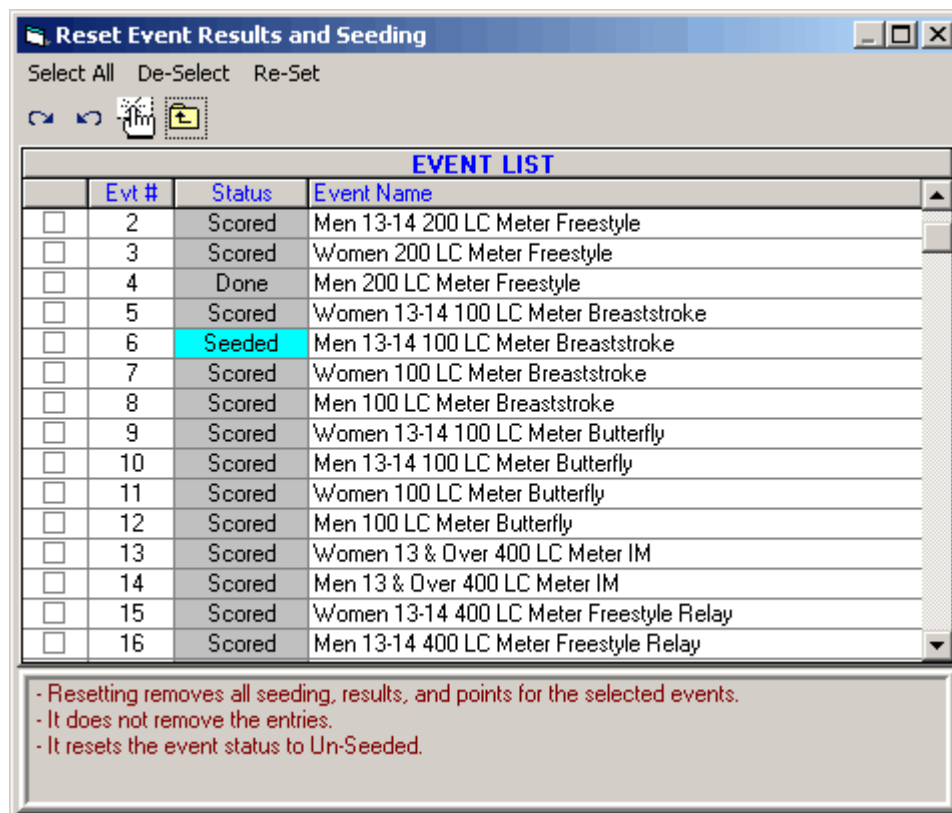 Reset Event Results and Seeding
Select All De-Select Re-Set
EVENT LIST
Evt # Status Event Name
2 Scored Men 13-14 200 LC Meter Freestyle
3 Scored Women 200 LC Meter Freestyle
4 Done Men 200 LC Meter Freestyle
5 Scored Women 13-14 100 LC Meter Breaststroke
6 Seeded Men 13-14 100 LC Meter Breaststroke
7 Scored Women 100 LC Meter Breaststroke
8 Scored Men 100 LC Meter Breaststroke
9 Scored Women 13-14 100 LC Meter Butterfly
10 Scored Men 13-14 100 LC Meter Butterfly
11 Scored Women 100 LC Meter Butterfly
12 Scored Men 100 LC Meter Butterfly
13 Scored Women 13 & Over 400 LC Meter IM
14 Scored Men 13 & Over 400 LC Meter IM
15 Scored Women 13-14 400 LC Meter Freestyle Relay
16 Scored Men 13-14 400 LC Meter Freestyle Relay
- Resetting removes all seeding, results, and points for the selected events.
- It does not remove the entries.
- It resets the event status to Un-Seeded.